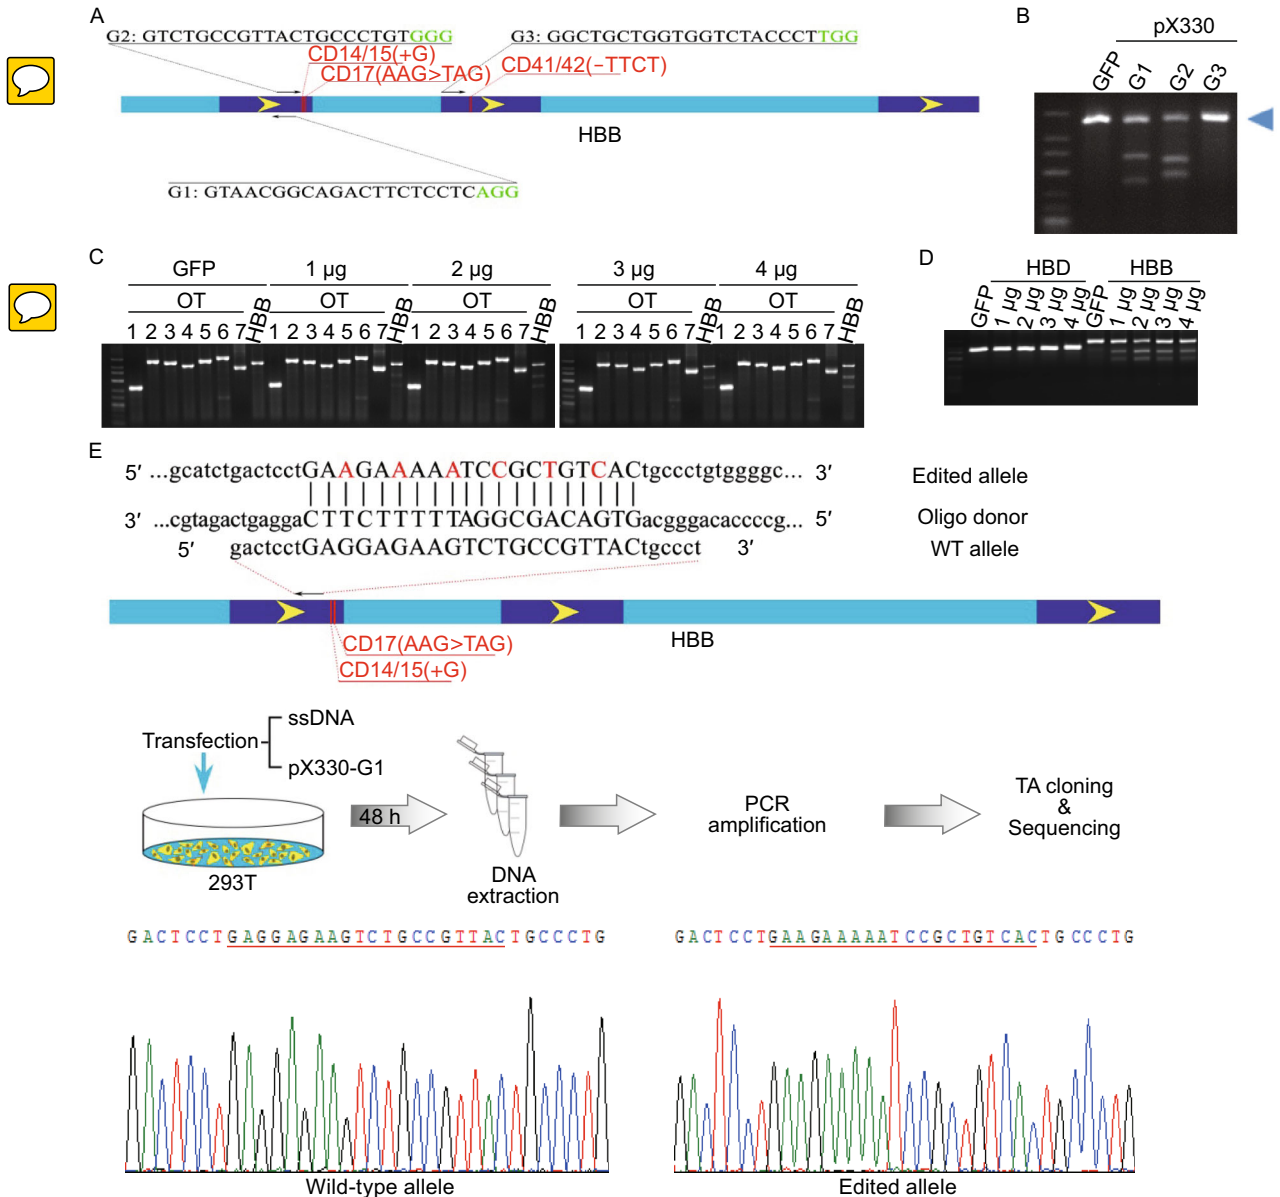 A
G2: GTCTGCCGTTACTGCCCTGTGGG
G3: GGCTGCTGGTGGTCTACCCTTGG
CD14/15(+G)
CD17(AAG>TAG)
CD41/42(−TTCT)
HBB
G1: GTAACGGCAGACTTCTCCTCAGG
B
pX330
GFP G1 G2 G3
C
GFP 1 µg 2 µg 3 µg 4 µg
OT OT OT OT OT
1 2 3 4 5 6 7 HBB 1 2 3 4 5 6 7 HBB 1 2 3 4 5 6 7 HBB 1 2 3 4 5 6 7 HBB 1 2 3 4 5 6 7 HBB
D
HBD HBB
GFP 1 µg 2 µg 3 µg 4 µg GFP 1 µg 2 µg 3 µg 4 µg
E
5′ ...gcatctgactcctGAAGAAAAATCCGCTGTCACtgccctgtggggc... 3′ Edited allele
3′ ...cgtagactgaggaCTTCTTTTTAGGCGACAGTGacgggacaccccg... 5′ Oligo donor
5′ gactcctGAGGAGAAGTCTGCCGTTACtgccct 3′ WT allele
HBB
CD17(AAG>TAG)
CD14/15(+G)
Transfection
ssDNA
pX330-G1
293T
48 h
DNA
extraction
PCR
amplification
TA cloning
&
Sequencing
GACTCCTGAGGAGAAGTCTGCCGTTACTGCCCTG
GACTCCTGAAGAAAAATCCGCTGTCACTGCCCTG
Wild-type allele
Edited allele